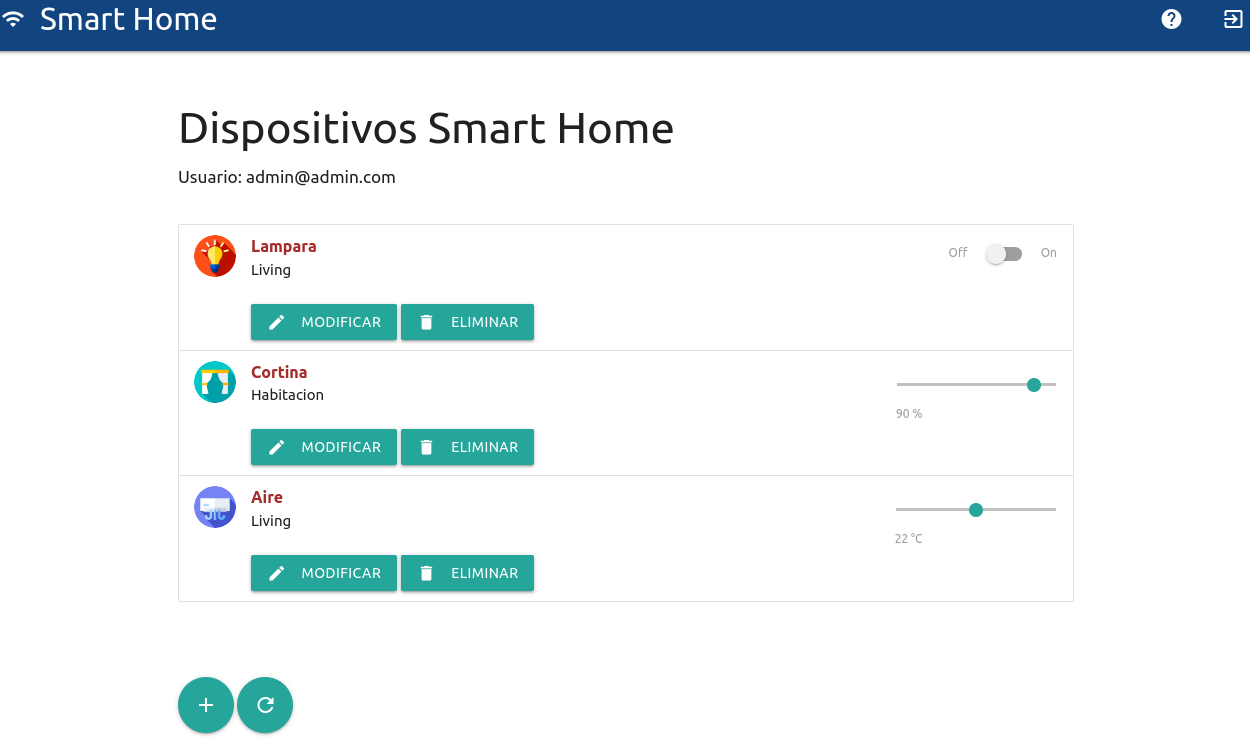 Smart Home
Dispositivos Smart Home
Usuario: admin@admin.com
Lampara
Living
Off On
MODIFICAR ELIMINAR
Cortina
Habitacion
90 %
MODIFICAR ELIMINAR
Aire
Living
22 °C
MODIFICAR ELIMINAR